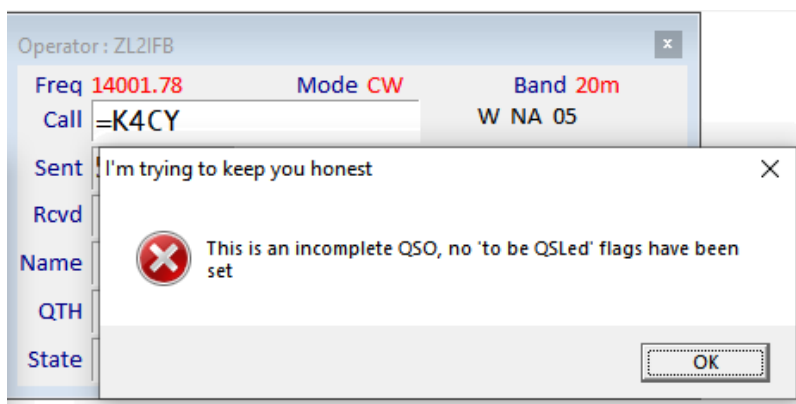 Operator : ZL2IFB
x
Freq 14001.78 Mode CW Band 20m
Call =K4CY W NA 05
Sent
I'm trying to keep you honest
Rcvd
This is an incomplete QSO, no 'to be QSLed' flags have been
set
Name
QTH
State
OK